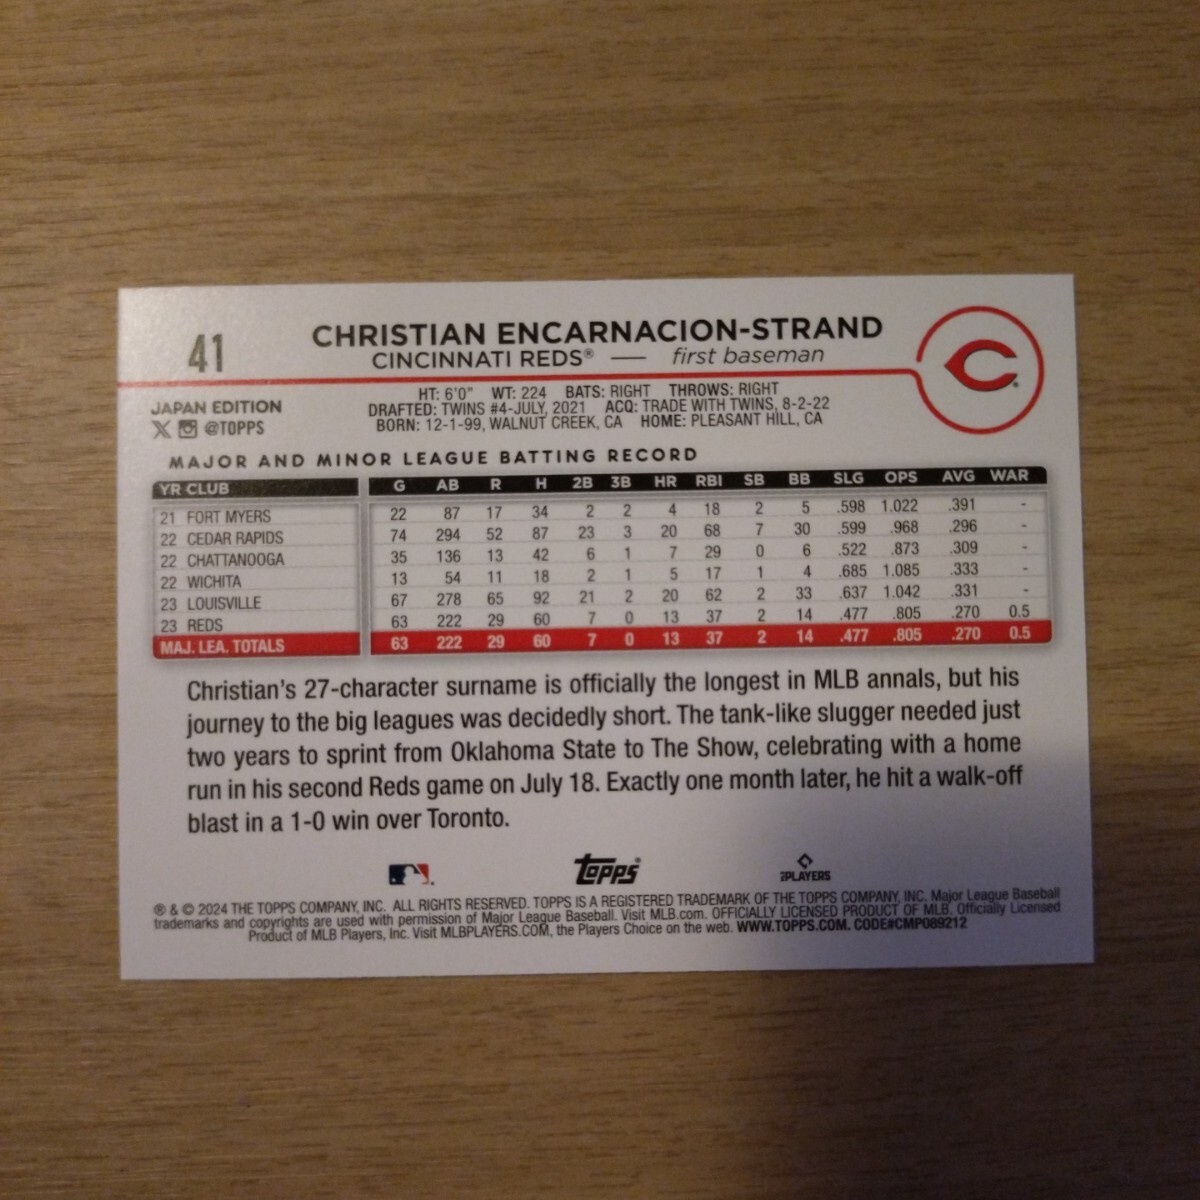 41
CHRISTIAN ENCARNACION-STRAND
CINCINNATI REDS® — first baseman
C
JAPAN EDITION
X @TOPPS
HT: 6'0" WT: 224 BATS: RIGHT THROWS: RIGHT
DRAFTED: TWINS #4-JULY, 2021 ACQ: TRADE WITH TWINS, 8-2-22
BORN: 12-1-99, WALNUT CREEK, CA HOME: PLEASANT HILL, CA
MAJOR AND MINOR LEAGUE BATTING RECORD
YR CLUB G AB R H 2B 3B HR RBI SB BB SLG OPS AVG WAR
21 FORT MYERS 22 87 17 34 2 2 4 18 2 5 .598 1.022 .391 -
22 CEDAR RAPIDS 74 294 52 87 23 3 20 68 7 30 .599 .968 .296 -
22 CHATTANOOGA 35 136 13 42 6 1 7 29 0 6 .522 .873 .309 -
22 WICHITA 13 54 11 18 2 1 5 17 1 4 .685 1.085 .333 -
23 LOUISVILLE 67 278 65 92 21 2 20 62 2 33 .637 1.042 .331 -
23 REDS 63 222 29 60 7 0 13 37 2 14 .477 .805 .270 0.5
MAJ. LEA. TOTALS 63 222 29 60 7 0 13 37 2 14 .477 .805 .270 0.5
Christian's 27-character surname is officially the longest in MLB annals, but his
journey to the big leagues was decidedly short. The tank-like slugger needed just
two years to sprint from Oklahoma State to The Show, celebrating with a home
run in his second Reds game on July 18. Exactly one month later, he hit a walk-off
blast in a 1-0 win over Toronto.
topps®
PLAYERS
® & © 2024 THE TOPPS COMPANY, INC. ALL RIGHTS RESERVED. TOPPS IS A REGISTERED TRADEMARK OF THE TOPPS COMPANY, INC. Major League Baseball
trademarks and copyrights are used with permission of Major League Baseball. Visit MLB.com. OFFICIALLY LICENSED PRODUCT OF MLB. Officially Licensed
Product of MLB Players, Inc. Visit MLBPLAYERS.COM, the Players Choice on the web. WWW.TOPPS.COM. CODE#CMP089212